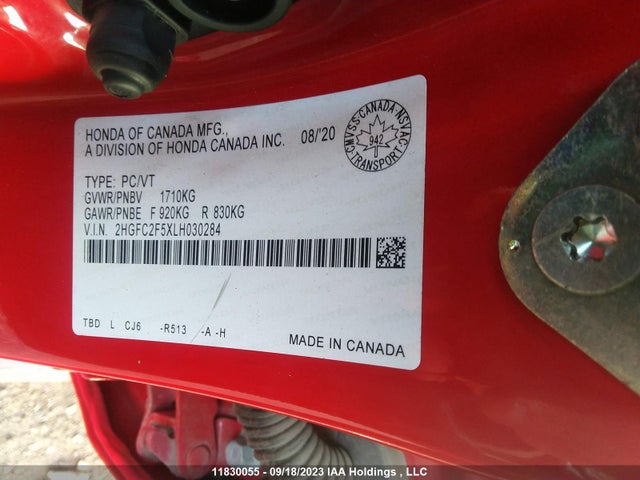 HONDA OF CANADA MFG.,
A DIVISION OF HONDA CANADA INC. 08/'20
CMVSS · CANADA · NSVAC
942
TRANSPORT
TYPE: PC/VT
GVWR/PNBV 1710KG
GAWR/PNBE F 920KG R 830KG
V.I.N. 2HGFC2F5XLH030284
TBD L CJ6 -R513 -A -H
MADE IN CANADA
11830055 - 09/18/2023 IAA Holdings , LLC